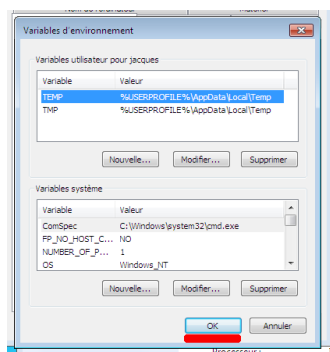 Variables d'environnement
Variables utilisateur pour jacques
Variable Valeur
TEMP %USERPROFILE%\AppData\Local\Temp
TMP %USERPROFILE%\AppData\Local\Temp
Nouvelle... Modifier... Supprimer
Variables système
Variable Valeur
ComSpec C:\Windows\system32\cmd.exe
FP_NO_HOST_C... NO
NUMBER_OF_P... 1
OS Windows_NT
Nouvelle... Modifier... Supprimer
OK Annuler